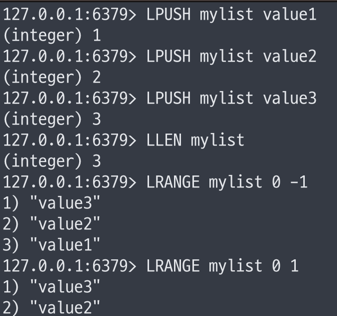 127.0.0.1:6379> LPUSH mylist value1
(integer) 1
127.0.0.1:6379> LPUSH mylist value2
(integer) 2
127.0.0.1:6379> LPUSH mylist value3
(integer) 3
127.0.0.1:6379> LLEN mylist
(integer) 3
127.0.0.1:6379> LRANGE mylist 0 -1
1) "value3"
2) "value2"
3) "value1"
127.0.0.1:6379> LRANGE mylist 0 1
1) "value3"
2) "value2"